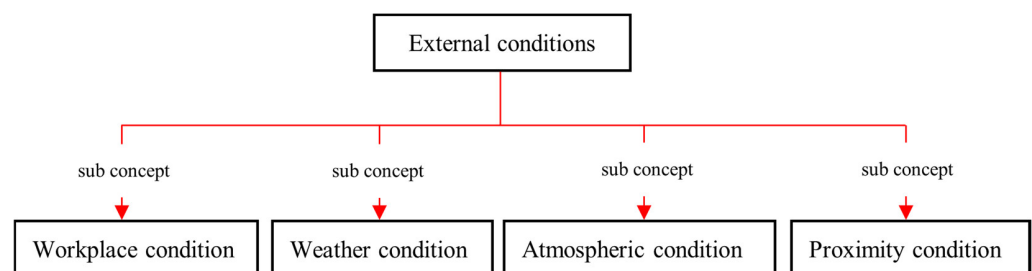 External conditions
sub concept
sub concept
sub concept
sub concept
Workplace condition
Weather condition
Atmospheric condition
Proximity condition